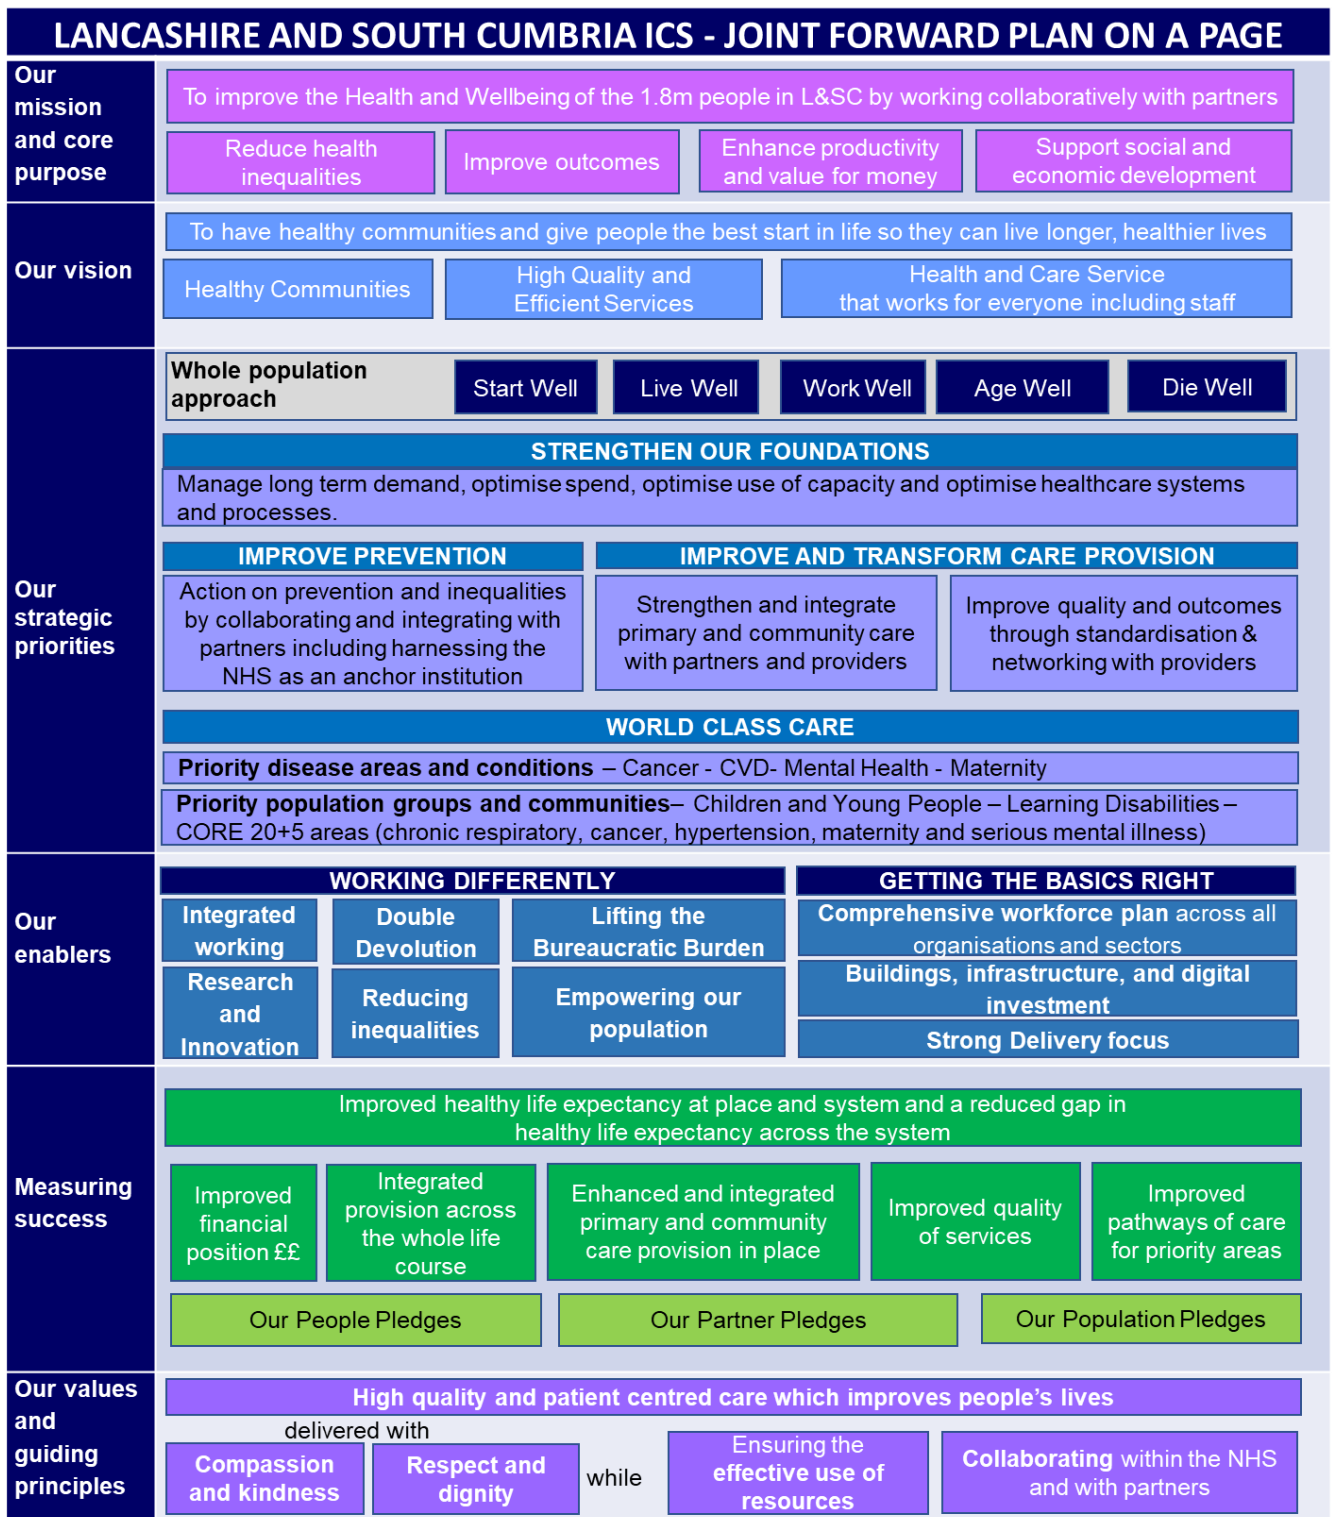 LANCASHIRE AND SOUTH CUMBRIA ICS - JOINT FORWARD PLAN ON A PAGE
Our
mission
and core
purpose
To improve the Health and Wellbeing of the 1.8m people in L&SC by working collaboratively with partners
Reduce health
inequalities
Improve outcomes
Enhance productivity
and value for money
Support social and
economic development
Our vision
To have healthy communities and give people the best start in life so they can live longer, healthier lives
Healthy Communities
High Quality and
Efficient Services
Health and Care Service
that works for everyone including staff
Our
strategic
priorities
Whole population
approach
Start Well
Live Well
Work Well
Age Well
Die Well
STRENGTHEN OUR FOUNDATIONS
Manage long term demand, optimise spend, optimise use of capacity and optimise healthcare systems
and processes.
IMPROVE PREVENTION
Action on prevention and inequalities
by collaborating and integrating with
partners including harnessing the
NHS as an anchor institution
IMPROVE AND TRANSFORM CARE PROVISION
Strengthen and integrate
primary and community care
with partners and providers
Improve quality and outcomes
through standardisation &
networking with providers
WORLD CLASS CARE
Priority disease areas and conditions – Cancer - CVD- Mental Health - Maternity
Priority population groups and communities– Children and Young People – Learning Disabilities –
CORE 20+5 areas (chronic respiratory, cancer, hypertension, maternity and serious mental illness)
Our
enablers
WORKING DIFFERENTLY
Integrated
working
Double
Devolution
Lifting the
Bureaucratic Burden
Research
and
Innovation
Reducing
inequalities
Empowering our
population
GETTING THE BASICS RIGHT
Comprehensive workforce plan across all
organisations and sectors
Buildings, infrastructure, and digital
investment
Strong Delivery focus
Measuring
success
Improved healthy life expectancy at place and system and a reduced gap in
healthy life expectancy across the system
Improved
financial
position ££
Integrated
provision across
the whole life
course
Enhanced and integrated
primary and community
care provision in place
Improved quality
of services
Improved
pathways of care
for priority areas
Our People Pledges
Our Partner Pledges
Our Population Pledges
Our values
and
guiding
principles
High quality and patient centred care which improves people's lives
delivered with
Compassion
and kindness
Respect and
dignity
while
Ensuring the
effective use of
resources
Collaborating within the NHS
and with partners